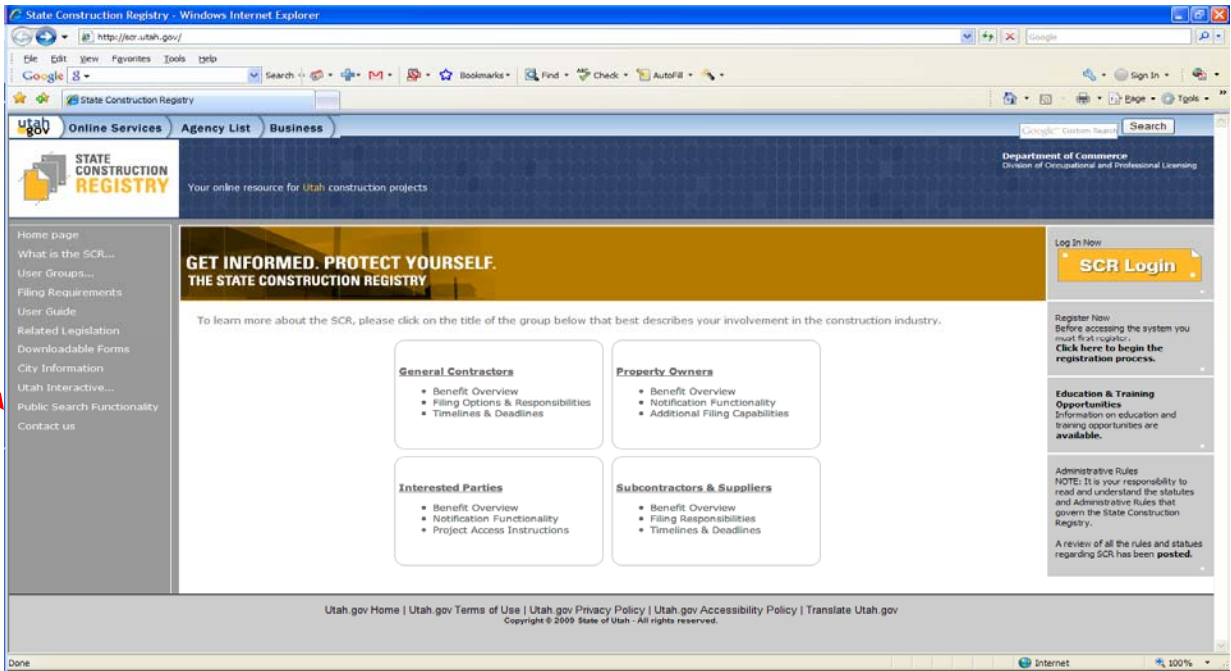 State Construction Registry - Windows Internet Explorer
http://scr.utah.gov/
Google
File Edit View Favorites Tools Help
Google
Search
Bookmarks
Find
Check
AutoFill
Sign In
State Construction Registry
Page
Tools
utah gov
Online Services
Agency List
Business
Google™ Custom Search
Search
STATE
CONSTRUCTION
REGISTRY
Your online resource for Utah construction projects
Department of Commerce
Division of Occupational and Professional Licensing
Home page
What is the SCR...
User Groups...
Filing Requirements
User Guide
Related Legislation
Downloadable Forms
City Information
Utah Interactive...
Public Search Functionality
Contact us
GET INFORMED. PROTECT YOURSELF.
THE STATE CONSTRUCTION REGISTRY
To learn more about the SCR, please click on the title of the group below that best describes your involvement in the construction industry.
General Contractors
• Benefit Overview
• Filing Options & Responsibilities
• Timelines & Deadlines
Property Owners
• Benefit Overview
• Notification Functionality
• Additional Filing Capabilities
Interested Parties
• Benefit Overview
• Notification Functionality
• Project Access Instructions
Subcontractors & Suppliers
• Benefit Overview
• Filing Responsibilities
• Timelines & Deadlines
Log In Now
SCR Login
Register Now
Before accessing the system you
must first register.
Click here to begin the
registration process.
Education & Training
Opportunities
Information on education and
training opportunities are
available.
Administrative Rules
NOTE: It is your responsibility to
read and understand the statutes
and Administrative Rules that
govern the State Construction
Registry.
A review of all the rules and statues
regarding SCR has been posted.
Utah.gov Home | Utah.gov Terms of Use | Utah.gov Privacy Policy | Utah.gov Accessibility Policy | Translate Utah.gov
Copyright © 2009 State of Utah - All rights reserved.
Done
Internet
100%